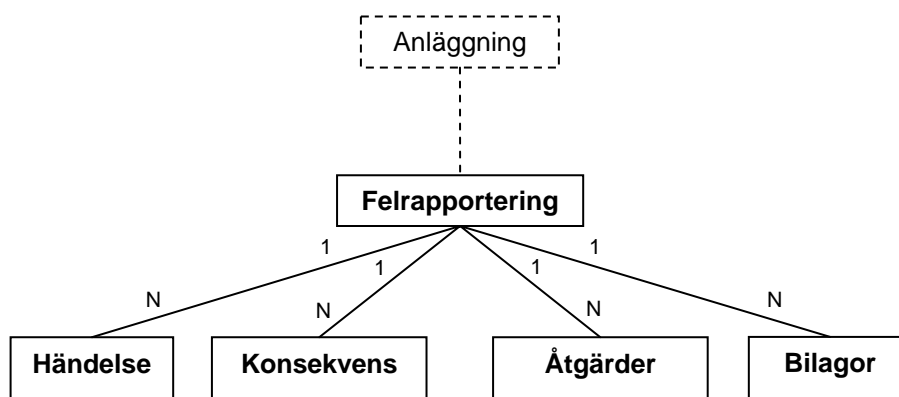 Anläggning
Felrapportering
1 1 1 1
N N N N
Händelse Konsekvens Åtgärder Bilagor